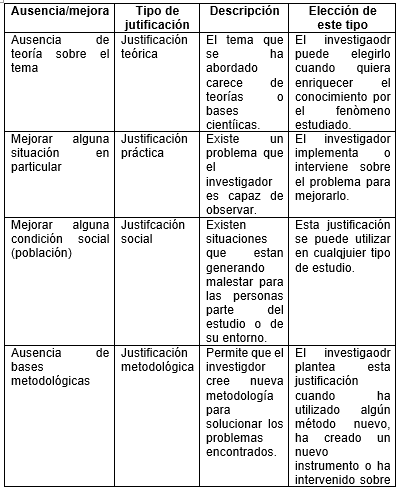 Ausencia/mejora
Tipo de
jutificación
Descripción
Elección de
este tipo
Ausencia de
teoría sobre el
tema
Justificación
teórica
El tema que
se ha
abordado
carece de
teorías o
bases
cientíicas.
El investigaodr
puede elegirlo
cuando quiera
enriquecer el
conocimiento por
el fenòmeno
estudiado.
Mejorar alguna
situación en
particular
Justificación
práctica
Existe un
problema que
el
investigador
es capaz de
observar.
El investigador
implementa o
interviene sobre
el problema para
mejorarlo.
Mejorar alguna
condición social
(población)
Justifcación
social
Existen
situaciones
que estan
generando
malestar para
las personas
parte del
estudio o de
su entorno.
Esta justificación
se puede utilizar
en cualqjuier tipo
de estudio.
Ausencia de
bases
metodológicas
Justificación
metodológica
Permite que el
investigdor
cree nueva
metodología
para
solucionar los
problemas
encontrados.
El investigaodr
plantea esta
justificación
cuando ha
utilizado algún
método nuevo,
ha creado un
nuevo
instrumento o ha
intervenido sobre